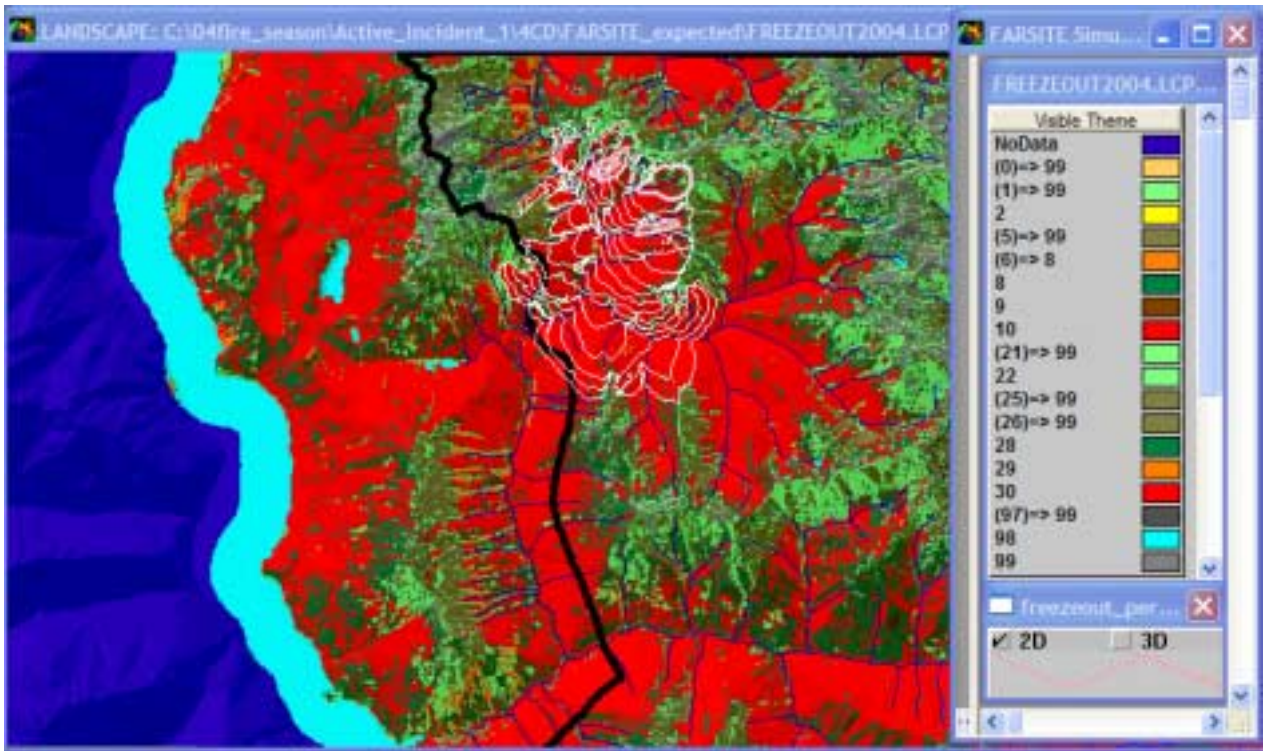 LANDSCAPE: C:\04fire_season\Active_Incident_1\4CD\FARSITE_expected\FREEZEOUT2004.LCP
FARSITE Simu...
FREEZEOUT2004.LCP...
Visible Theme
NoData
(0)=> 99
(1)=> 99
2
(5)=> 99
(6)=> 8
8
9
10
(21)=> 99
22
(25)=> 99
(26)=> 99
28
29
30
(97)=> 99
98
99
freezeout_per...
2D 3D